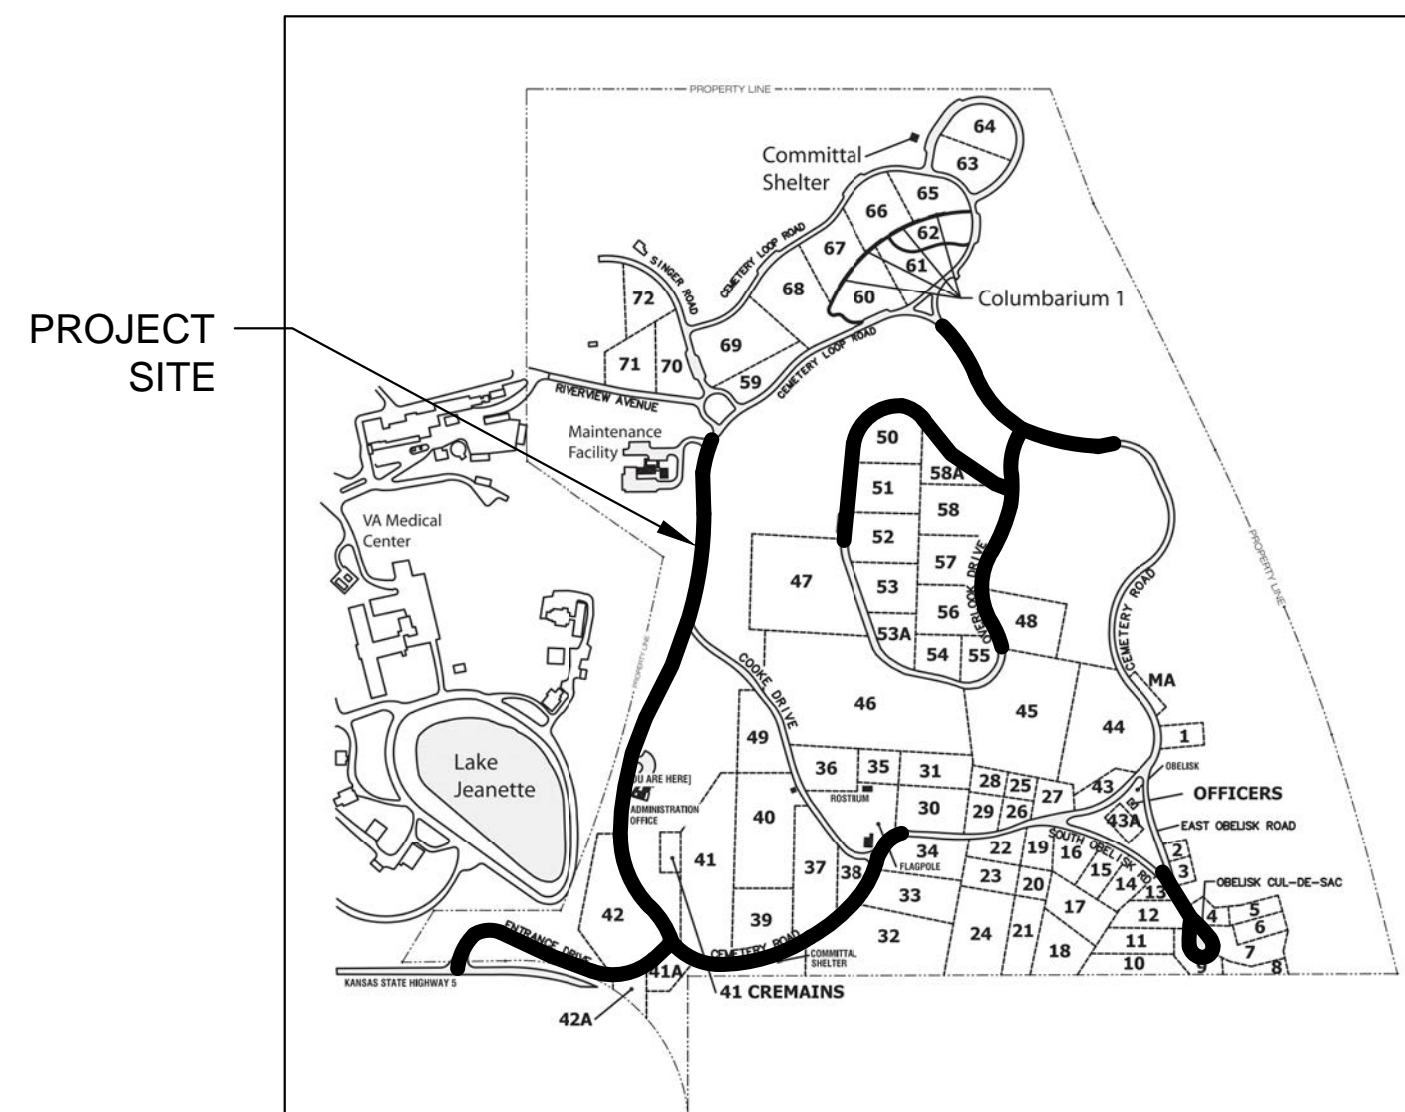 PROPERTY LINE
64
63
Committal
Shelter
65
66
62
67
61
CEMETERY LOOP ROAD
SINGER ROAD
68
60
Columbarium 1
72
PROJECT
SITE
69
CEMETERY LOOP ROAD
71
70
59
RIVERVIEW AVENUE
Maintenance
Facility
50
58A
51
58
VA Medical
Center
52
57
PROPERTY LINE
47
53
OVERLOOK DRIVE
56
48
53A
54
55
CEMETERY ROAD
PROPERTY LINE
COOKE DRIVE
MA
46
45
44
49
1
Lake
Jeanette
36
35
31
28
25
27
43
OBELISK
OU ARE HERE]
ROSTRUM
OFFICERS
ADMINISTRATION
OFFICE
30
29
26
43A
EAST OBELISK ROAD
40
41
34
22
19
16
SOUTH OBELISK RD
2
FLAGPOLE
37
38
23
20
15
14
13
3
OBELISK CUL-DE-SAC
42
39
33
17
12
4
5
6
ENTRANCE DRIVE
CEMETERY ROAD
32
24
21
18
11
7
COMMITTAL
SHELTER
41A
10
9
8
KANSAS STATE HIGHWAY 5
41 CREMAINS
42A